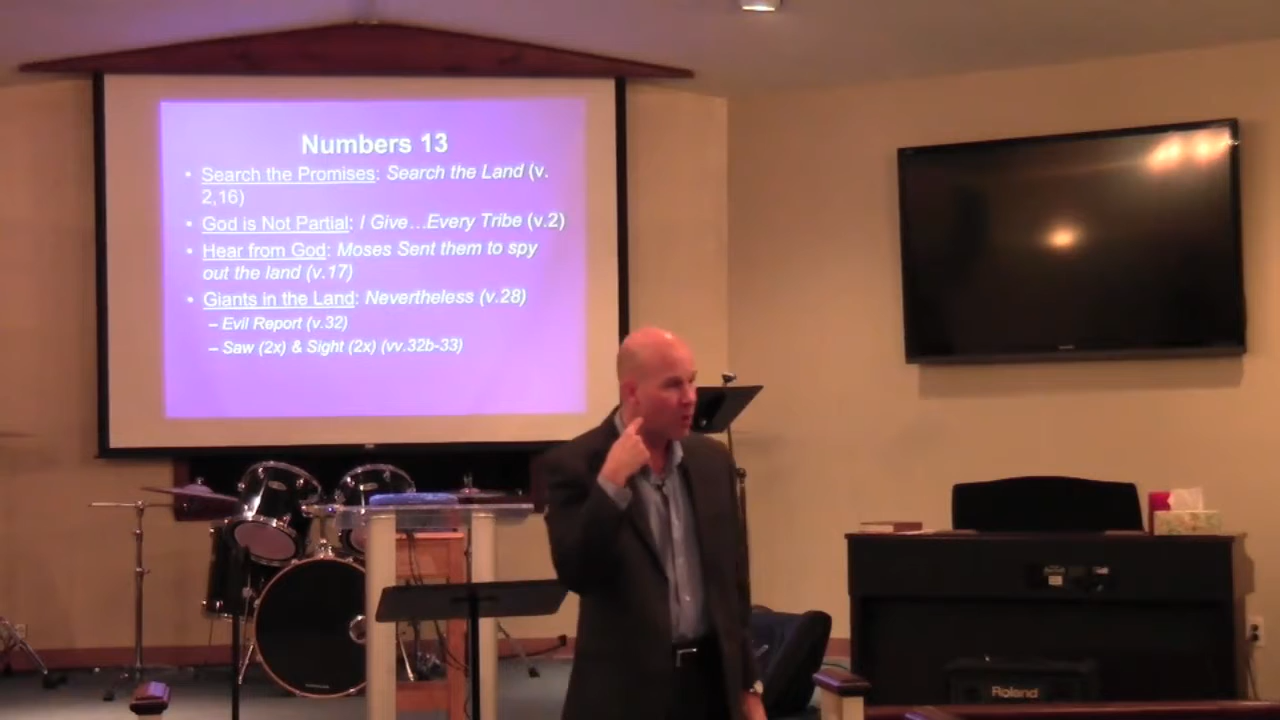 Numbers 13
• Search the Promises: Search the Land (v.
2,16)
• God is Not Partial: I Give...Every Tribe (v.2)
• Hear from God: Moses Sent them to spy
out the land (v.17)
• Giants in the Land: Nevertheless (v.28)
– Evil Report (v.32)
– Saw (2x) & Sight (2x) (vv.32b-33)
Roland